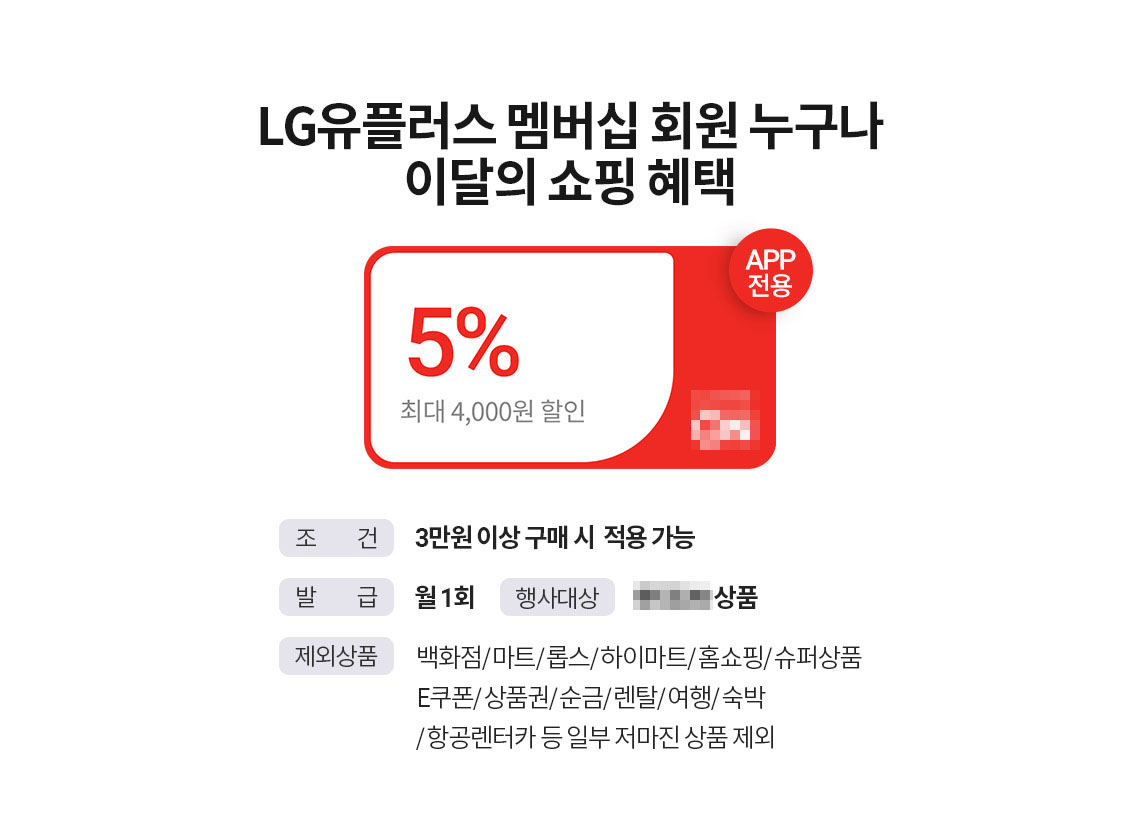 LG유플러스 멤버십 회원 누구나
이달의 쇼핑 혜택
APP
전용
5%
최대 4,000원 할인
조 건 3만원 이상 구매 시 적용 가능
발 급 월 1회 행사대상 상품
제외상품 백화점/마트/롭스/하이마트/홈쇼핑/슈퍼상품
E쿠폰/상품권/순금/렌탈/여행/숙박
/항공렌터카 등 일부 저마진 상품 제외